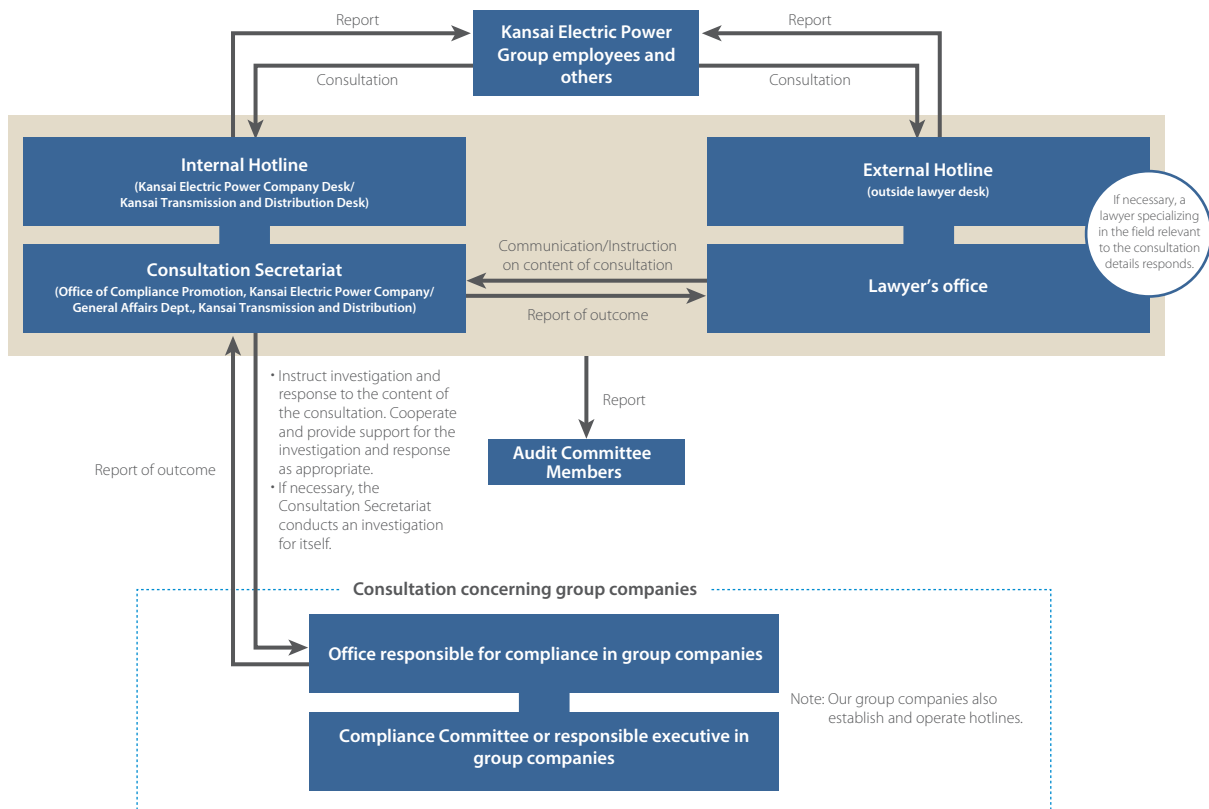 Report
Kansai Electric Power
Group employees and
others
Report
Consultation
Consultation
Internal Hotline
(Kansai Electric Power Company Desk/
Kansai Transmission and Distribution Desk)
External Hotline
(outside lawyer desk)
If necessary, a
lawyer specializing
in the field relevant
to the consultation
details responds.
Consultation Secretariat
(Office of Compliance Promotion, Kansai Electric Power Company/
General Affairs Dept., Kansai Transmission and Distribution)
Communication/Instruction
on content of consultation
Report of outcome
Lawyer's office
・Instruct investigation and
response to the content of
the consultation. Cooperate
and provide support for the
investigation and response
as appropriate.
・If necessary, the
Consultation Secretariat
conducts an investigation
for itself.
Report of outcome
Report
Audit Committee
Members
Consultation concerning group companies
Office responsible for compliance in group companies
Compliance Committee or responsible executive in
group companies
Note: Our group companies also
establish and operate hotlines.